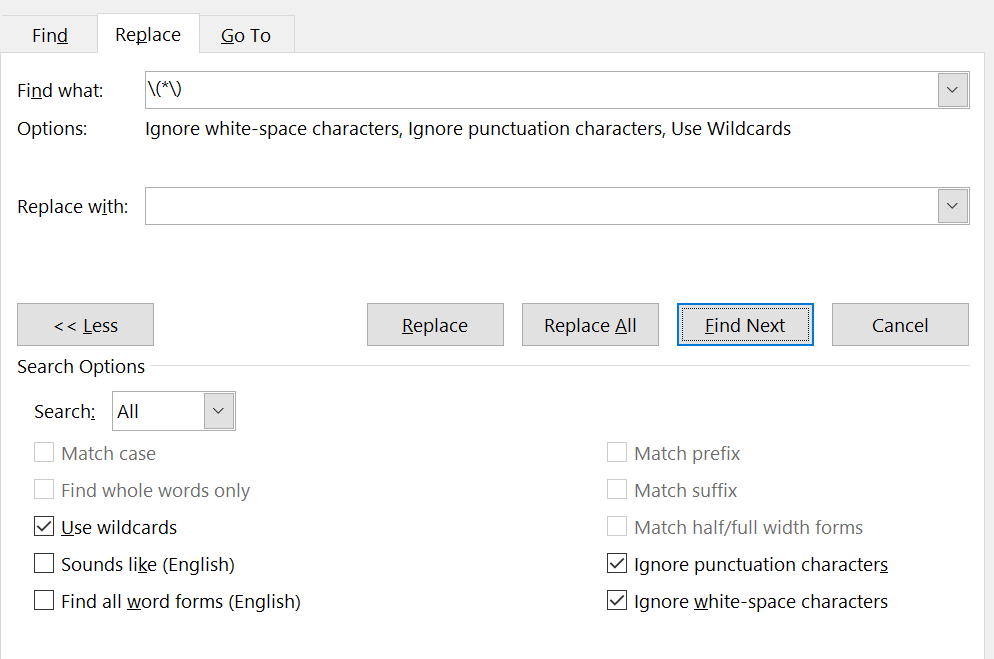 Find Replace Go To
Find what: \(*\)
Options: Ignore white-space characters, Ignore punctuation characters, Use Wildcards
Replace with:
<< Less Replace Replace All Find Next Cancel
Search Options
Search: All
Match case Match prefix
Find whole words only Match suffix
Use wildcards Match half/full width forms
Sounds like (English) Ignore punctuation characters
Find all word forms (English) Ignore white-space characters